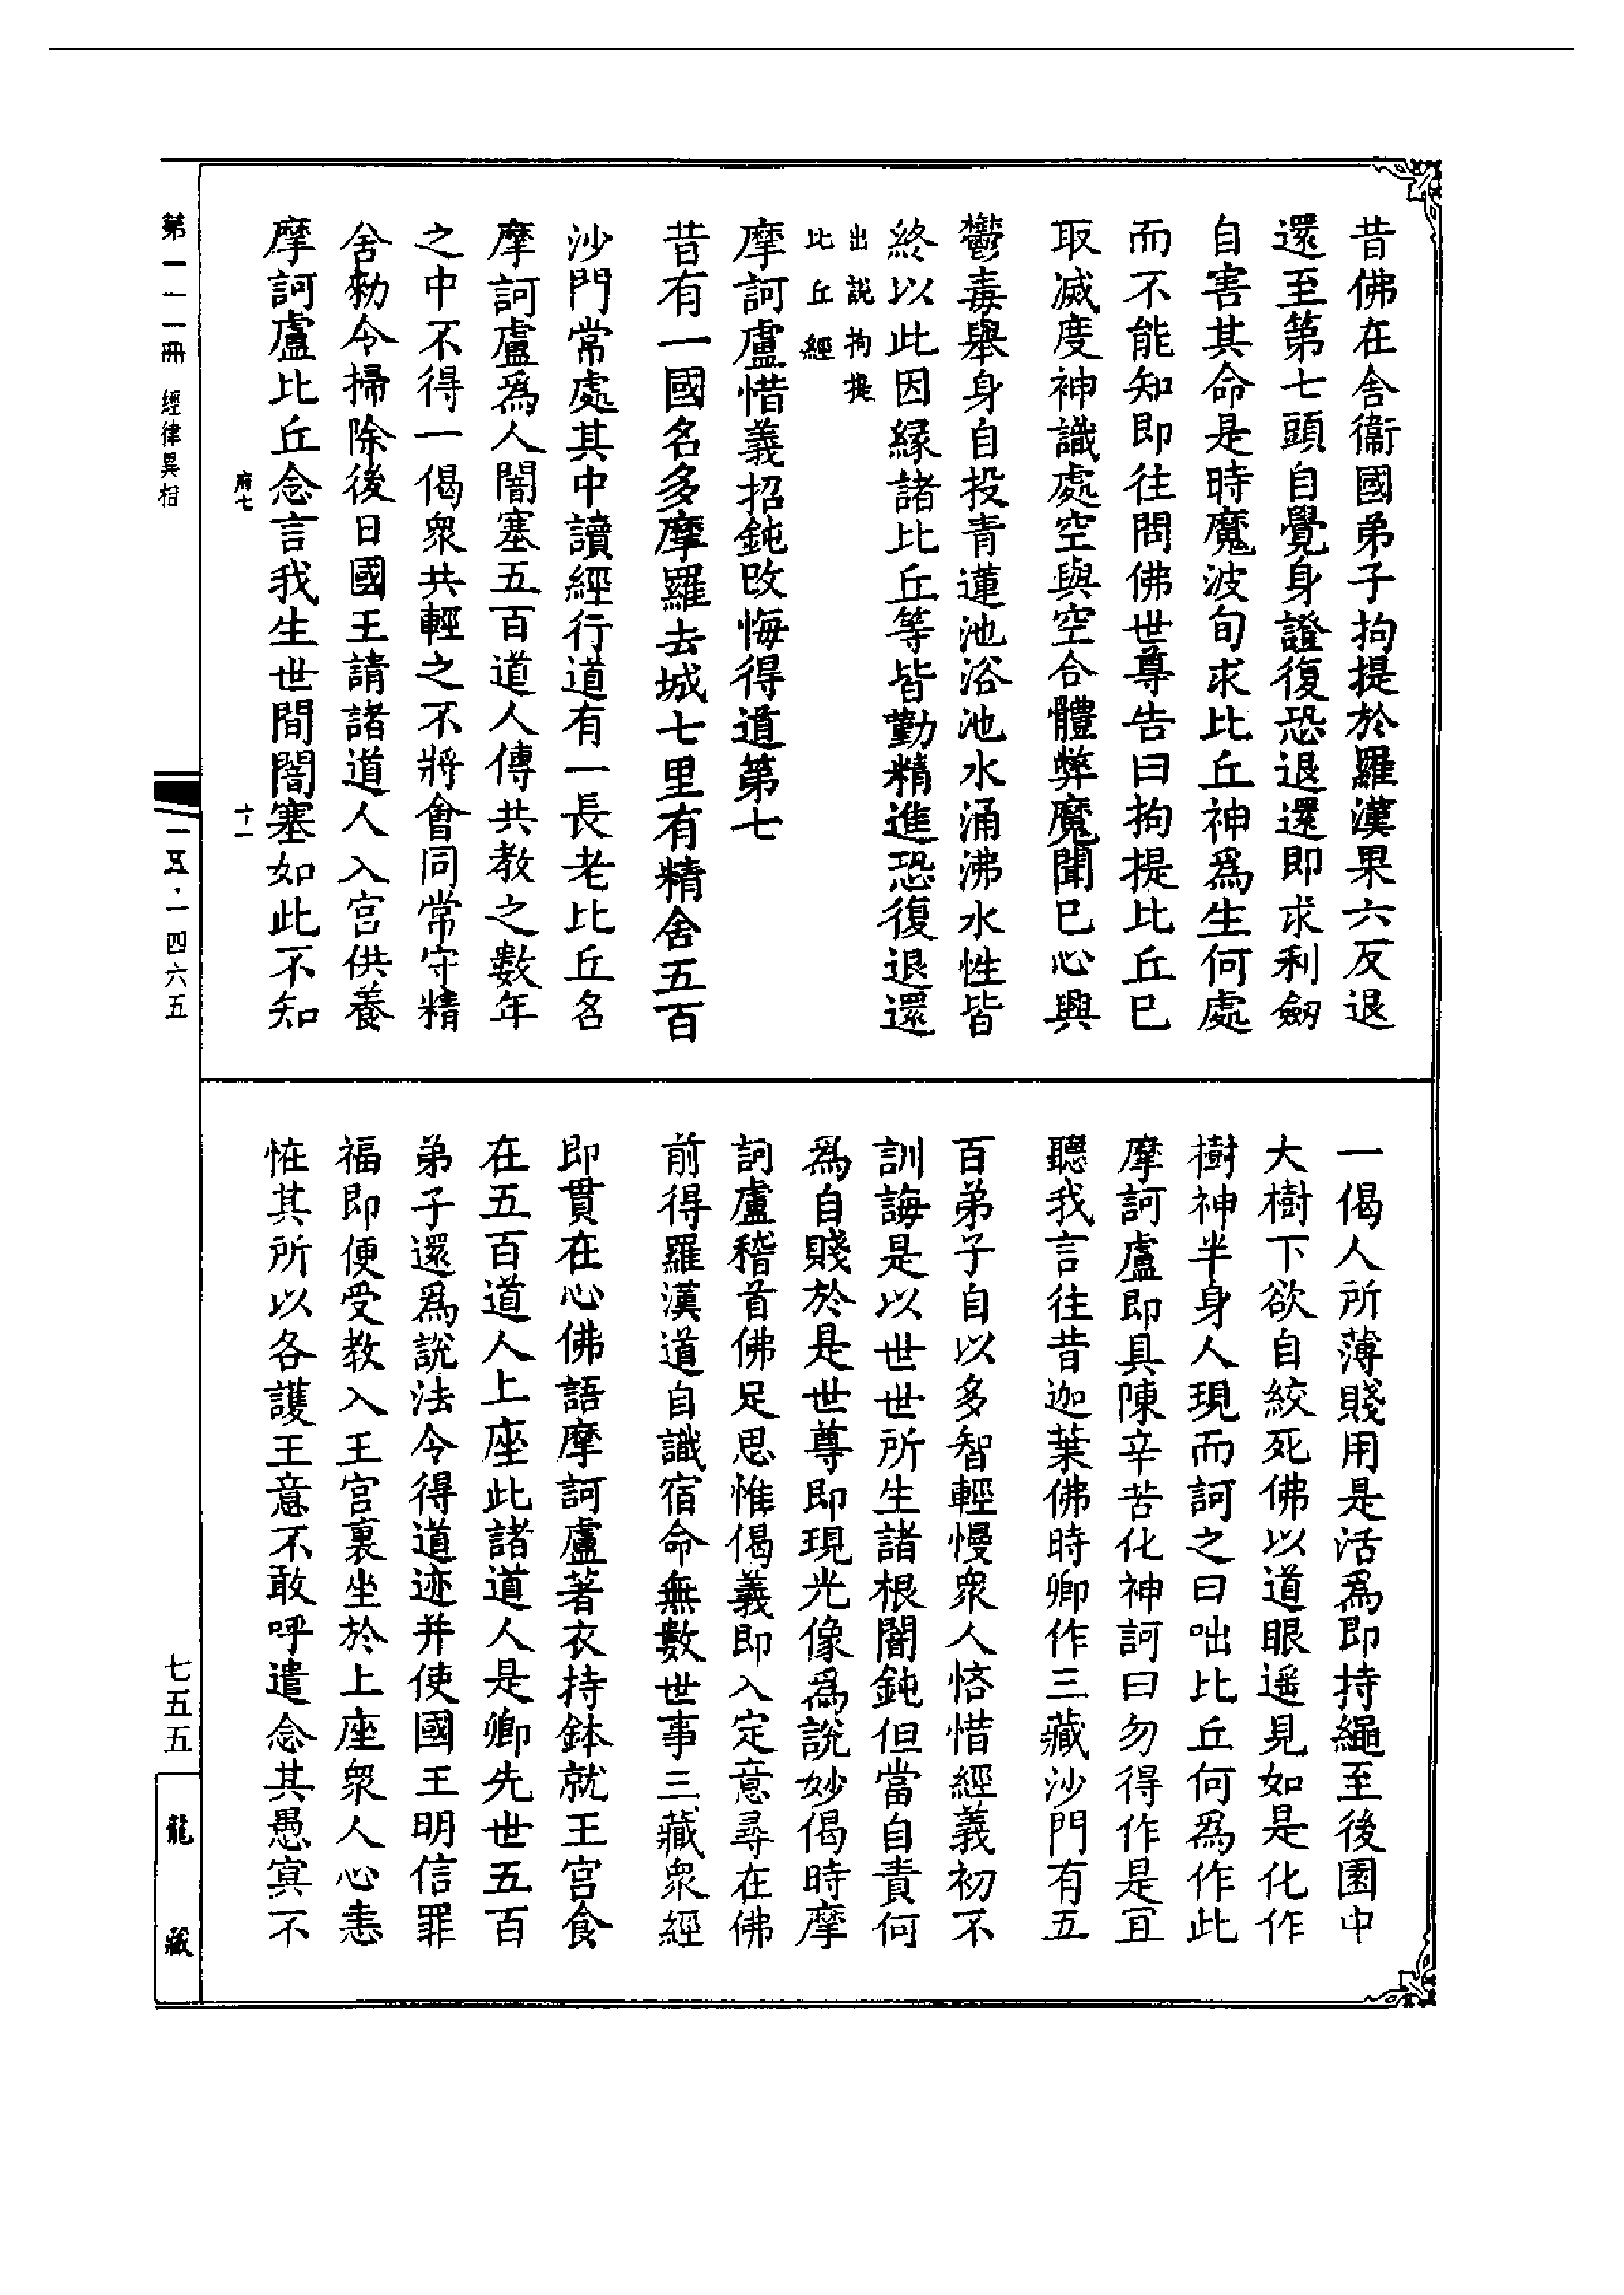 昔佛在舍衞國弟子拘提於羅漢果六反退
還至第七頭自覺身證復恐退還即求利劒
自害其命是時魔波旬求比丘神爲生何處
而不能知即往問佛世尊告曰拘提比丘已
取滅度神識處空與空合體弊魔聞已心興
鬱毒舉身自投青蓮池浴池水涌沸水性皆
終以此因緣諸比丘等皆勤精進恐復退還
出說拘提
比丘經
摩訶盧惜義招鈍改悔得道第七
昔有一國名多摩羅去城七里有精舍五百
沙門常處其中讀經行道有一長老比丘名
摩訶盧爲人闇塞五百道人傳共教之數年
之中不得一偈衆共輕之不將會同常守精
舍勑令掃除後日國王請諸道人入宮供養
摩訶盧比丘念言我生世間闇塞如此不知
一偈人所薄賤用是活爲即持繩至後園中
大樹下欲自絞死佛以道眼遥見如是化作
樹神半身人現而訶之曰咄比丘何爲作此
摩訶盧即具陳辛苦化神訶曰勿得作是宜
聽我言往昔迦葉佛時卿作三藏沙門有五
百弟子自以多智輕慢衆人悋惜經義初不
訓誨是以世世所生諸根闇鈍但當自責何
爲自賤於是世尊即現光像爲說妙偈時摩
訶盧稽首佛足思惟偈義即入定意尋在佛
前得羅漢道自識宿命無數世事三藏衆經
即貫在心佛語摩訶盧著衣持鉢就王宮食
在五百道人上座此諸道人是卿先世五百
弟子還爲說法令得道迹并使國王明信罪
福即便受教入王宮裏坐於上座衆人心恚
恠其所以各護王意不敢呼遣念其愚冥不
府七
十一
第一一一冊 經律異相
一一五·一四六五
七五五
龍藏